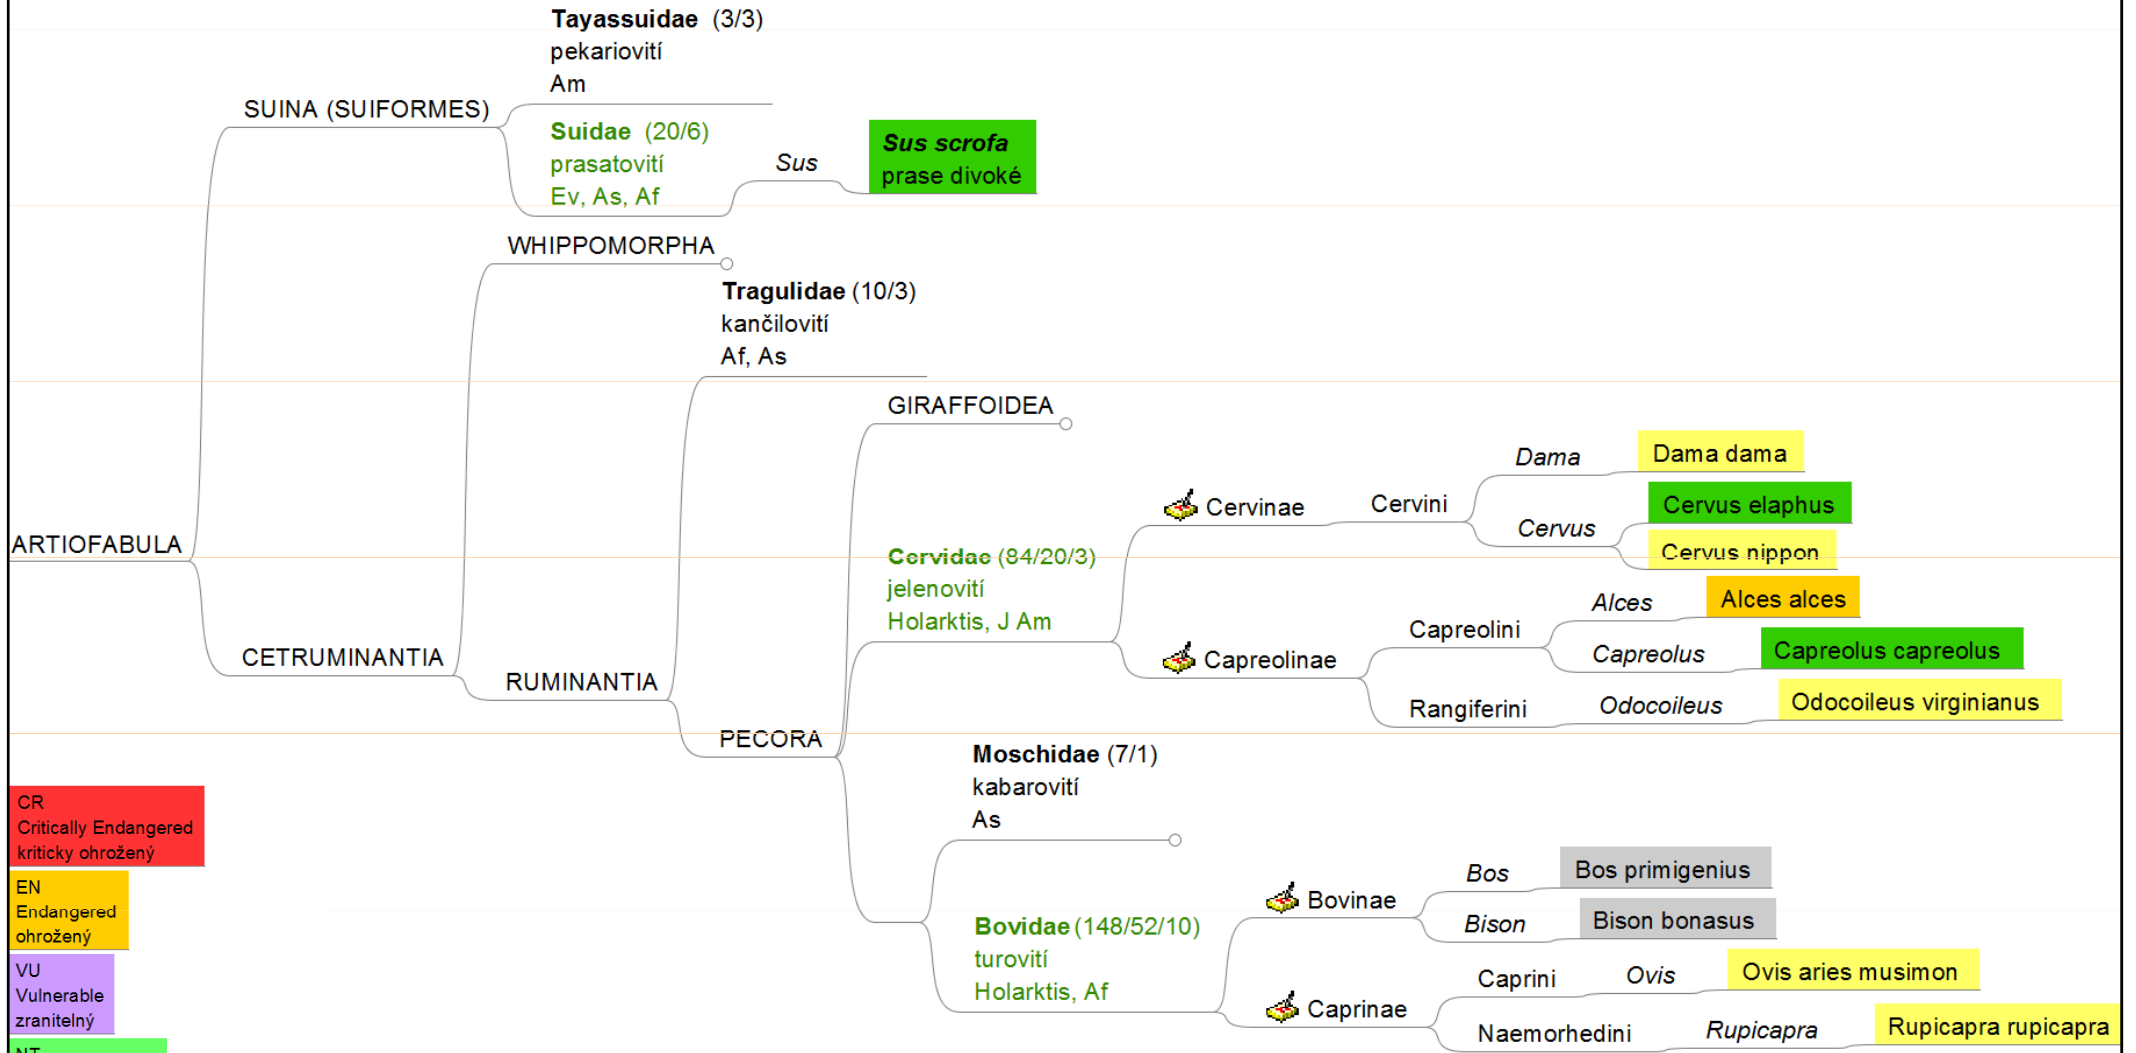 Tayassuidae (3/3)
pekariovití
Am
SUINA (SUIFORMES)
Suidae (20/6)
prasatovití
Ev, As, Af
Sus
Sus scrofa
prase divoké
WHIPPOMORPHA
Tragulidae (10/3)
kančilovití
Af, As
GIRAFFOIDEA
Dama
Dama dama
Cervinae
Cervini
Cervus elaphus
Cervus
Cervus nippon
ARTIOFABULA
Cervidae (84/20/3)
jelenovití
Holarktis, J Am
Alces
Alces alces
Capreolini
Capreolus
Capreolus capreolus
Capreolinae
CETRUMINANTIA
RUMINANTIA
Rangiferini
Odocoileus
Odocoileus virginianus
PECORA
Moschidae (7/1)
kabarovití
As
Bos
Bos primigenius
Bovinae
Bison
Bison bonasus
Bovidae (148/52/10)
turovití
Holarktis, Af
Caprini
Ovis
Ovis aries musimon
Caprinae
Naemorhedini
Rupicapra
Rupicapra rupicapra
CR
Critically Endangered
kriticky ohrožený
EN
Endangered
ohrožený
VU
Vulnerable
zranitelný
NT